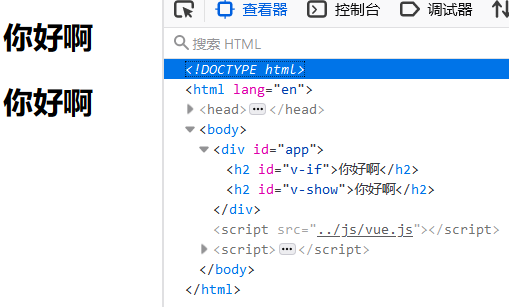 你好啊
你好啊
查看器 控制台 调试器
搜索 HTML
<!DOCTYPE html>
<html lang="en">
<head> ••• </head>
<body>
<div id="app">
<h2 id="v-if">你好啊</h2>
<h2 id="v-show">你好啊</h2>
</div>
<script src="../js/vue.js"></script>
<script> ••• </script>
</body>
</html>